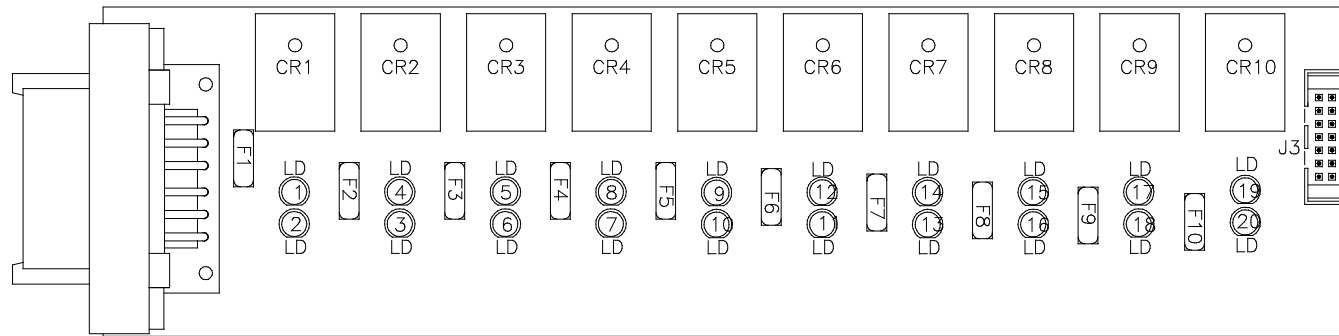 CR1 CR2 CR3 CR4 CR5 CR6 CR7 CR8 CR9 CR10
J3
F1 F2 F3 F4 F5 F6 F7 F8 F9 F10
LD LD LD LD LD LD LD LD LD LD
1 4 5 8 9 12 14 15 17 19
2 3 6 7 10 11 13 16 18 20
LD LD LD LD LD LD LD LD LD LD